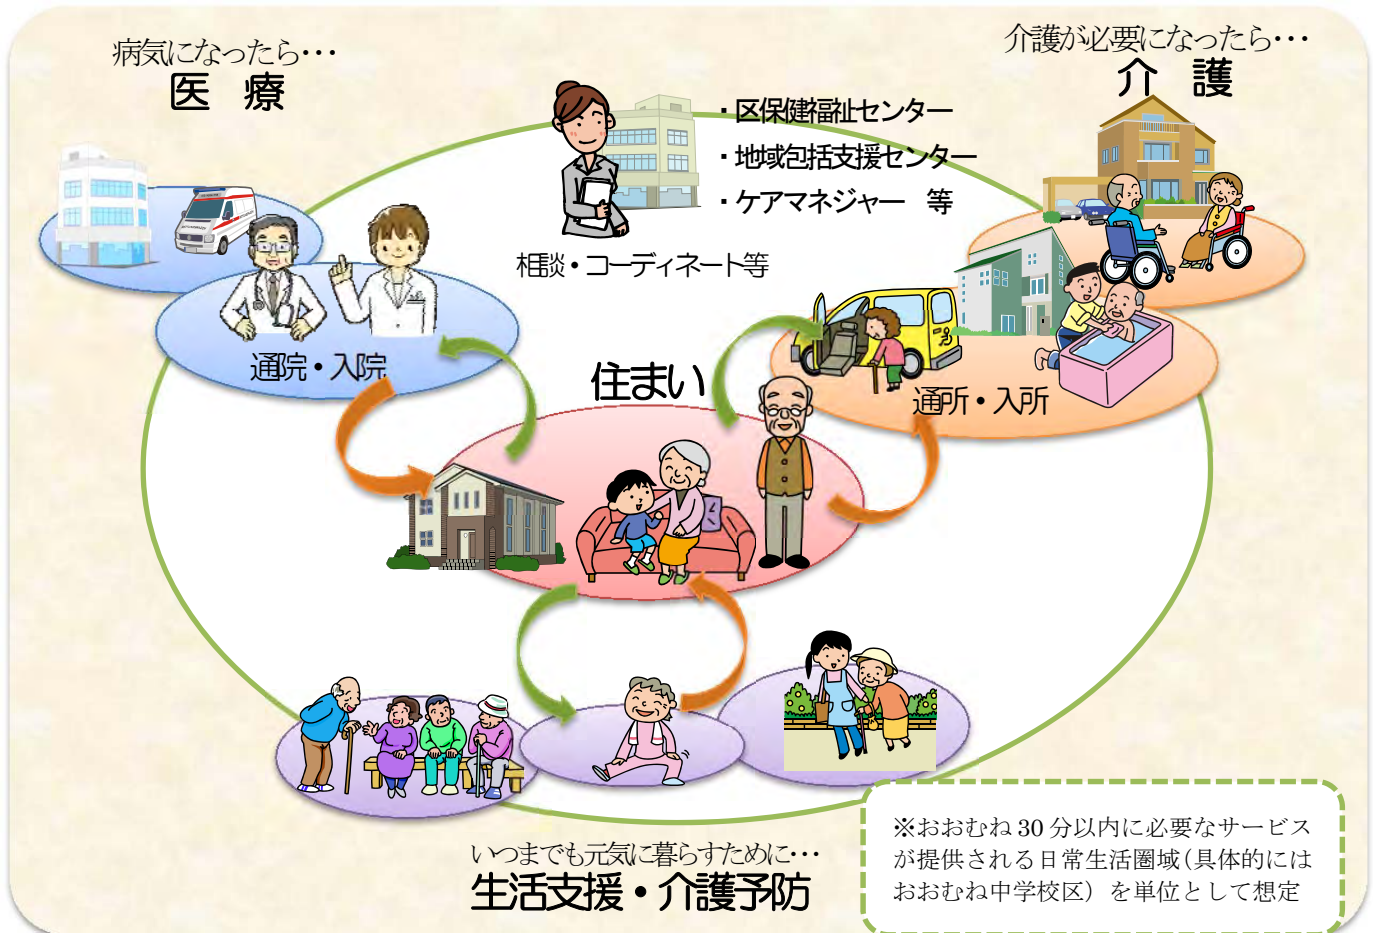 病気になったら･･･
医　療
介護が必要になったら･･･
介　護
・区保健福祉センター
・地域包括支援センター
・ケアマネジャー　等
相談・コーディネート等
通院・入院
住まい
通所・入所
いつまでも元気に暮らすために･･･
生活支援・介護予防
※おおむね 30 分以内に必要なサービス
が提供される日常生活圏域（具体的には
おおむね中学校区）を単位として想定